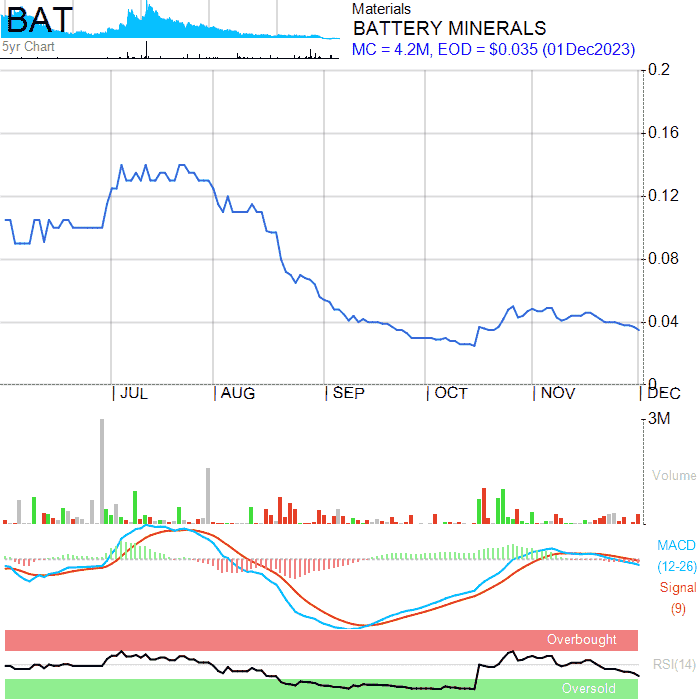 BAT
5yr Chart
Materials
BATTERY MINERALS
MC = 4.2M, EOD = $0.035 (01Dec2023)
0.2
0.16
0.12
0.08
0.04
0
JUL AUG SEP OCT NOV DEC
3M
Volume
MACD
(12-26)
Signal
(9)
Overbought
RSI(14)
Oversold